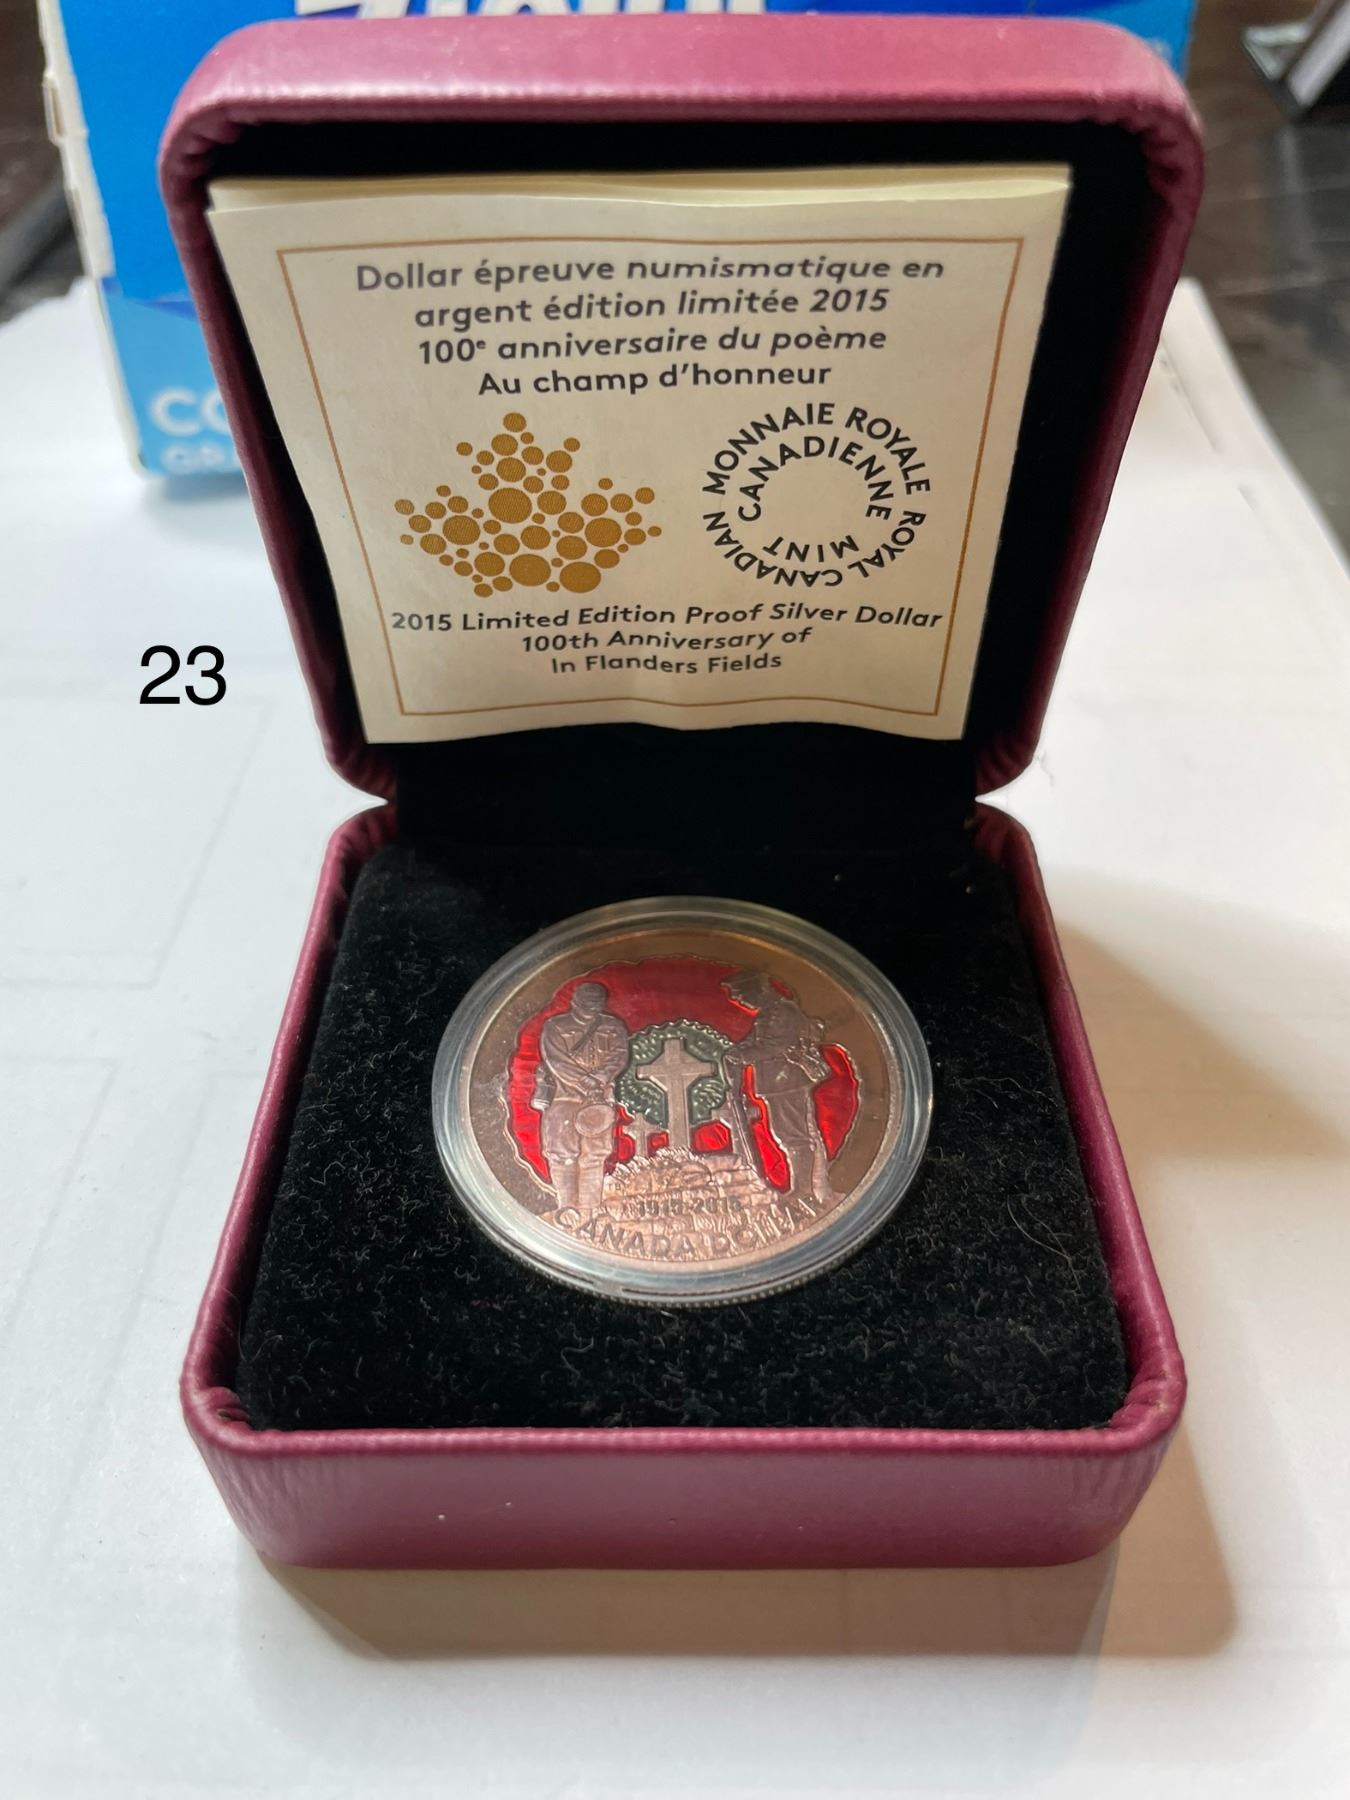 CO
GRA
Dollar épreuve numismatique en
argent édition limitée 2015
100e anniversaire du poème
Au champ d'honneur
MONNAIE ROYALE
CANADIENNE
ROYAL CANADIAN
MINT
2015 Limited Edition Proof Silver Dollar
100th Anniversary of
In Flanders Fields
23
1915-2015
CANADA DOLLAR